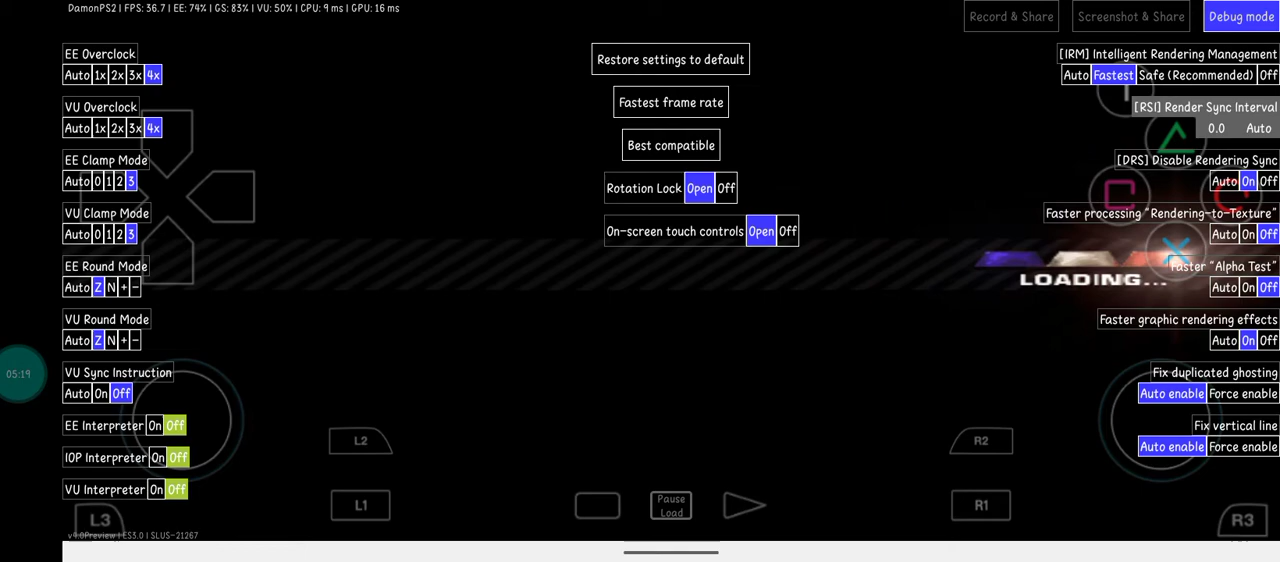 DamonPS2 | FPS: 36.7 | EE: 74% | GS: 83% | VU: 50% | CPU: 9 ms | GPU: 16 ms
Record & Share
Screenshot & Share
Debug mode
EE Overclock
Auto 1x 2x 3x 4x
VU Overclock
Auto 1x 2x 3x 4x
EE Clamp Mode
Auto 0 1 2 3
VU Clamp Mode
Auto 0 1 2 3
EE Round Mode
Auto Z N + −
VU Round Mode
Auto Z N + −
VU Sync Instruction
Auto On Off
EE Interpreter On Off
IOP Interpreter On Off
VU Interpreter On Off
Restore settings to default
Fastest frame rate
Best compatible
Rotation Lock Open Off
On-screen touch controls Open Off
[IRM] Intelligent Rendering Management
Auto Fastest Safe (Recommended) Off
[RSI] Render Sync Interval
0.0 Auto
[DRS] Disable Rendering Sync
Auto On Off
Faster processing "Rendering-to-Texture"
Auto On Off
Faster "Alpha Test"
Auto On Off
LOADING...
Faster graphic rendering effects
Auto On Off
Fix duplicated ghosting
Auto enable Force enable
Fix vertical line
Auto enable Force enable
05:19
L2
R2
L1
Pause
Load
R1
L3
R3
v4.0Preview | ES3.0 | SLUS-21267